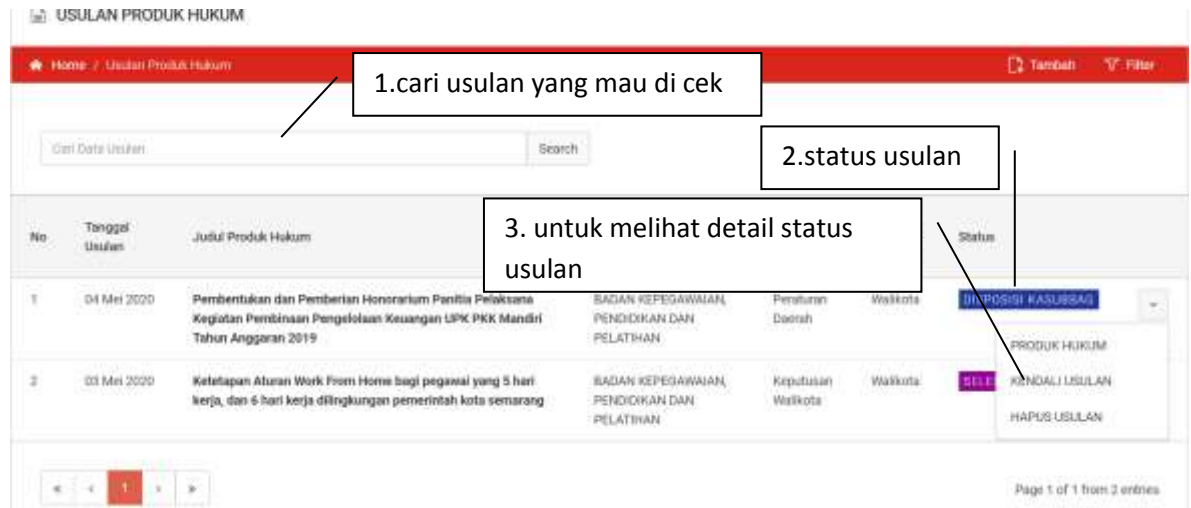 USULAN PRODUK HUKUM
Home / Usulan Produk Hukum
Tambah Filter
1.cari usulan yang mau di cek
Cari Data Usulan
Search
2.status usulan
3. untuk melihat detail status
usulan
No
Tanggal
Usulan
Judul Produk Hukum
Status
1
04 Mei 2020
Pembentukan dan Pemberian Honorarium Panitia Pelaksana
Kegiatan Pembinaan Pengelolaan Keuangan UPK PKK Mandiri
Tahun Anggaran 2019
BADAN KEPEGAWAIAN,
PENDIDIKAN DAN
PELATIHAN
Peraturan
Daerah
Walikota
DISPOSISI KASUBBAG
PRODUK HUKUM
KENDALI USULAN
HAPUS USULAN
2
03 Mei 2020
Ketetapan Aturan Work From Home bagi pegawai yang 5 hari
kerja, dan 6 hari kerja dilingkungan pemerintah kota semarang
BADAN KEPEGAWAIAN,
PENDIDIKAN DAN
PELATIHAN
Keputusan
Walikota
Walikota
SELE
« ‹ 1 › »
Page 1 of 1 from 2 entries